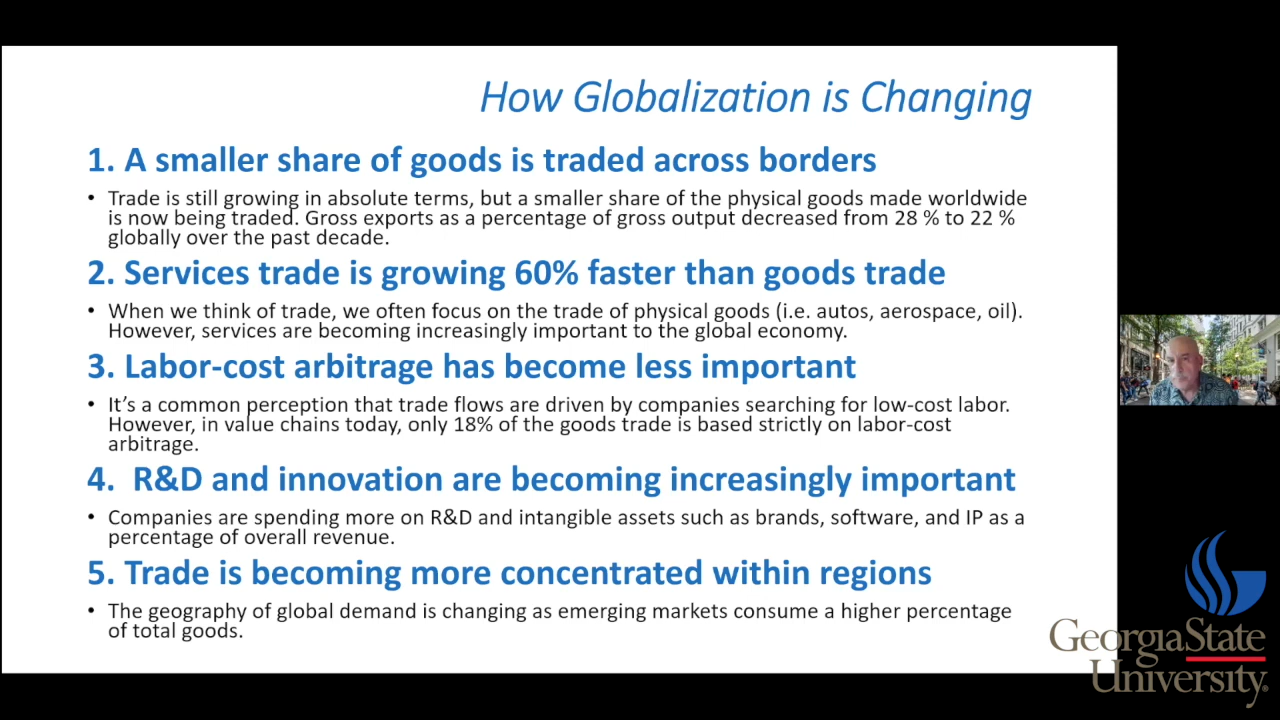 How Globalization is Changing
1. A smaller share of goods is traded across borders
• Trade is still growing in absolute terms, but a smaller share of the physical goods made worldwide
is now being traded. Gross exports as a percentage of gross output decreased from 28 % to 22 %
globally over the past decade.
2. Services trade is growing 60% faster than goods trade
• When we think of trade, we often focus on the trade of physical goods (i.e. autos, aerospace, oil).
However, services are becoming increasingly important to the global economy.
3. Labor-cost arbitrage has become less important
• It’s a common perception that trade flows are driven by companies searching for low-cost labor.
However, in value chains today, only 18% of the goods trade is based strictly on labor-cost
arbitrage.
4. R&D and innovation are becoming increasingly important
• Companies are spending more on R&D and intangible assets such as brands, software, and IP as a
percentage of overall revenue.
5. Trade is becoming more concentrated within regions
• The geography of global demand is changing as emerging markets consume a higher percentage
of total goods.
GeorgiaState
University®